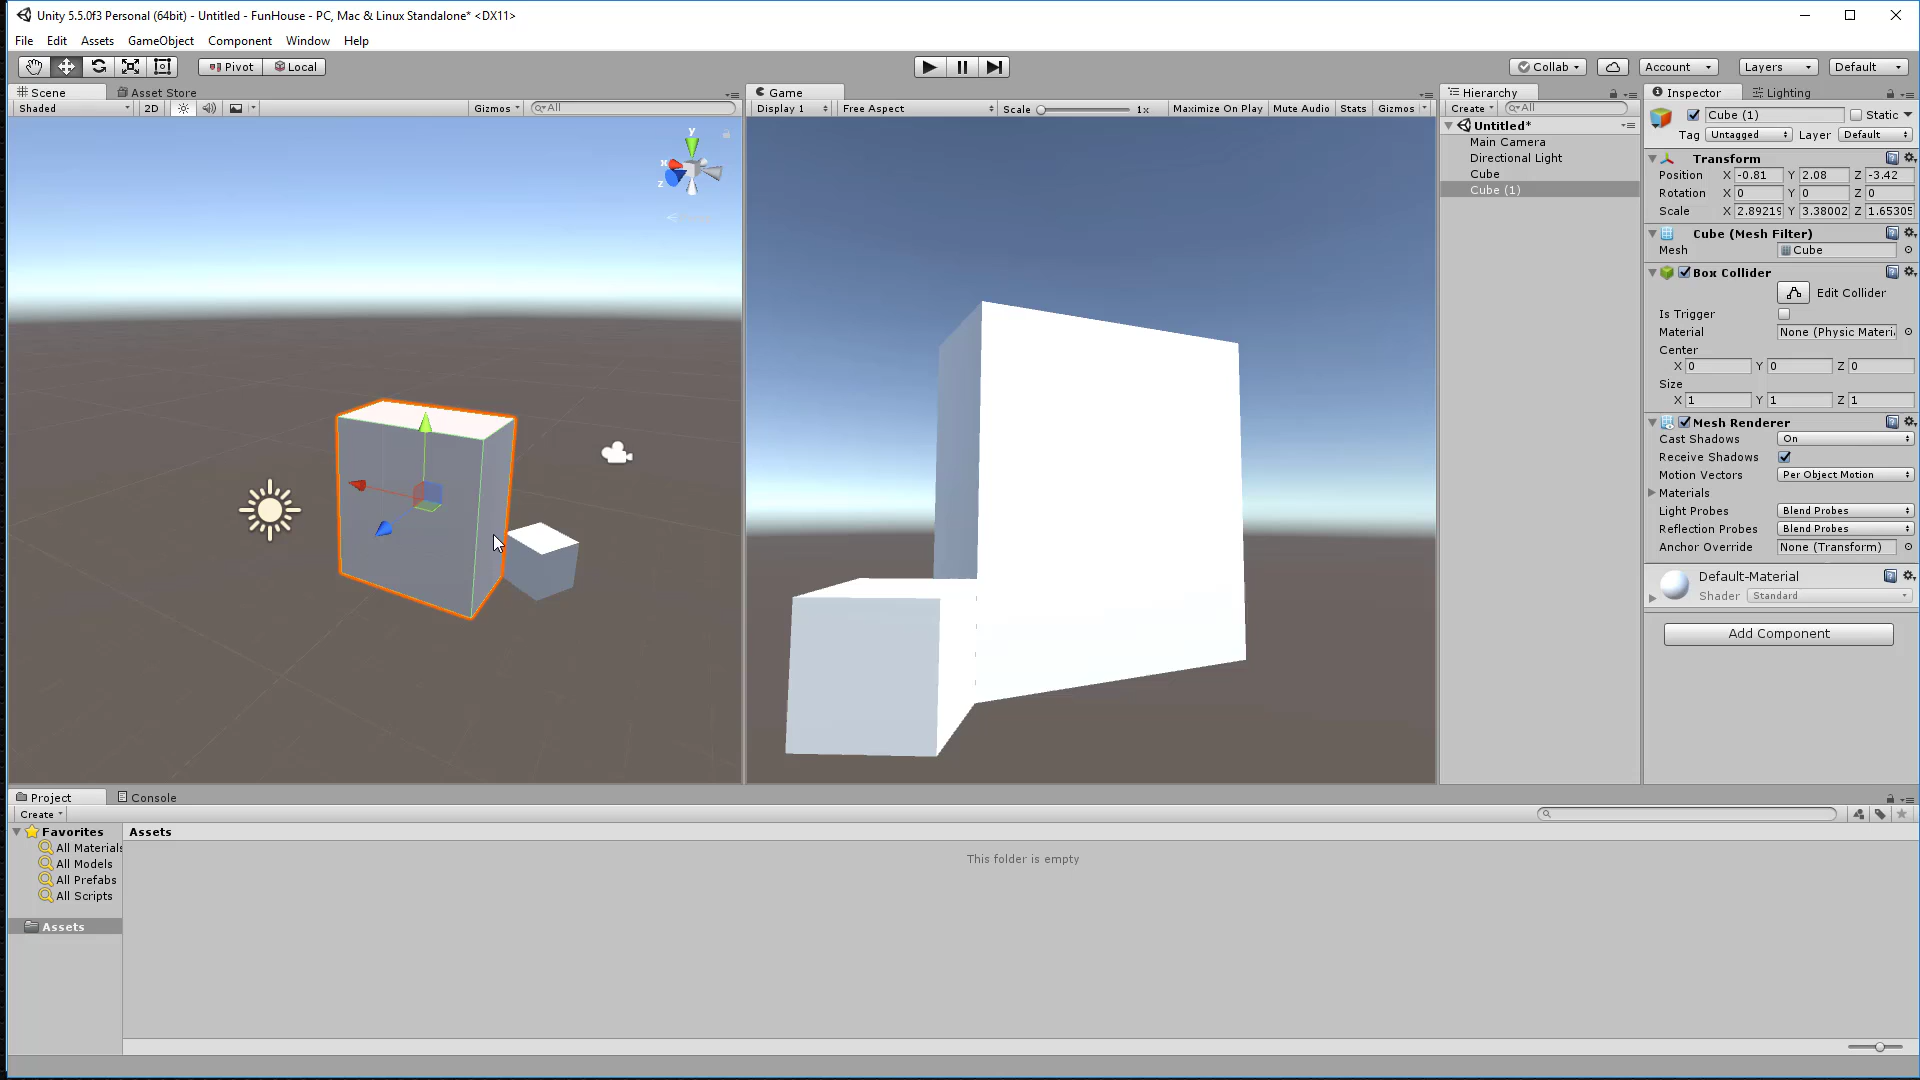 Unity 5.5.0f3 Personal (64bit) - Untitled - FunHouse - PC, Mac & Linux Standalone* <DX11>
File Edit Assets GameObject Component Window Help
Pivot Local Collab Account Layers Default
Scene Asset Store
Shaded 2D Gizmos All
y
x
z
Game
Display 1 Free Aspect Scale 1x Maximize On Play Mute Audio Stats Gizmos
Hierarchy
Create All
Untitled*
Main Camera
Directional Light
Cube
Cube (1)
Inspector Lighting
Cube (1) Static
Tag Untagged Layer Default
Transform
Position X -0.81 Y 2.08 Z -3.42
Rotation X 0 Y 0 Z 0
Scale X 2.89219 Y 3.38002 Z 1.65305
Cube (Mesh Filter)
Mesh Cube
Box Collider
Edit Collider
Is Trigger
Material None (Physic Materi
Center
X 0 Y 0 Z 0
Size
X 1 Y 1 Z 1
Mesh Renderer
Cast Shadows On
Receive Shadows
Motion Vectors Per Object Motion
Materials
Light Probes Blend Probes
Reflection Probes Blend Probes
Anchor Override None (Transform)
Default-Material
Shader Standard
Add Component
Project Console
Create
Favorites
All Materials
All Models
All Prefabs
All Scripts
Assets
Assets
This folder is empty